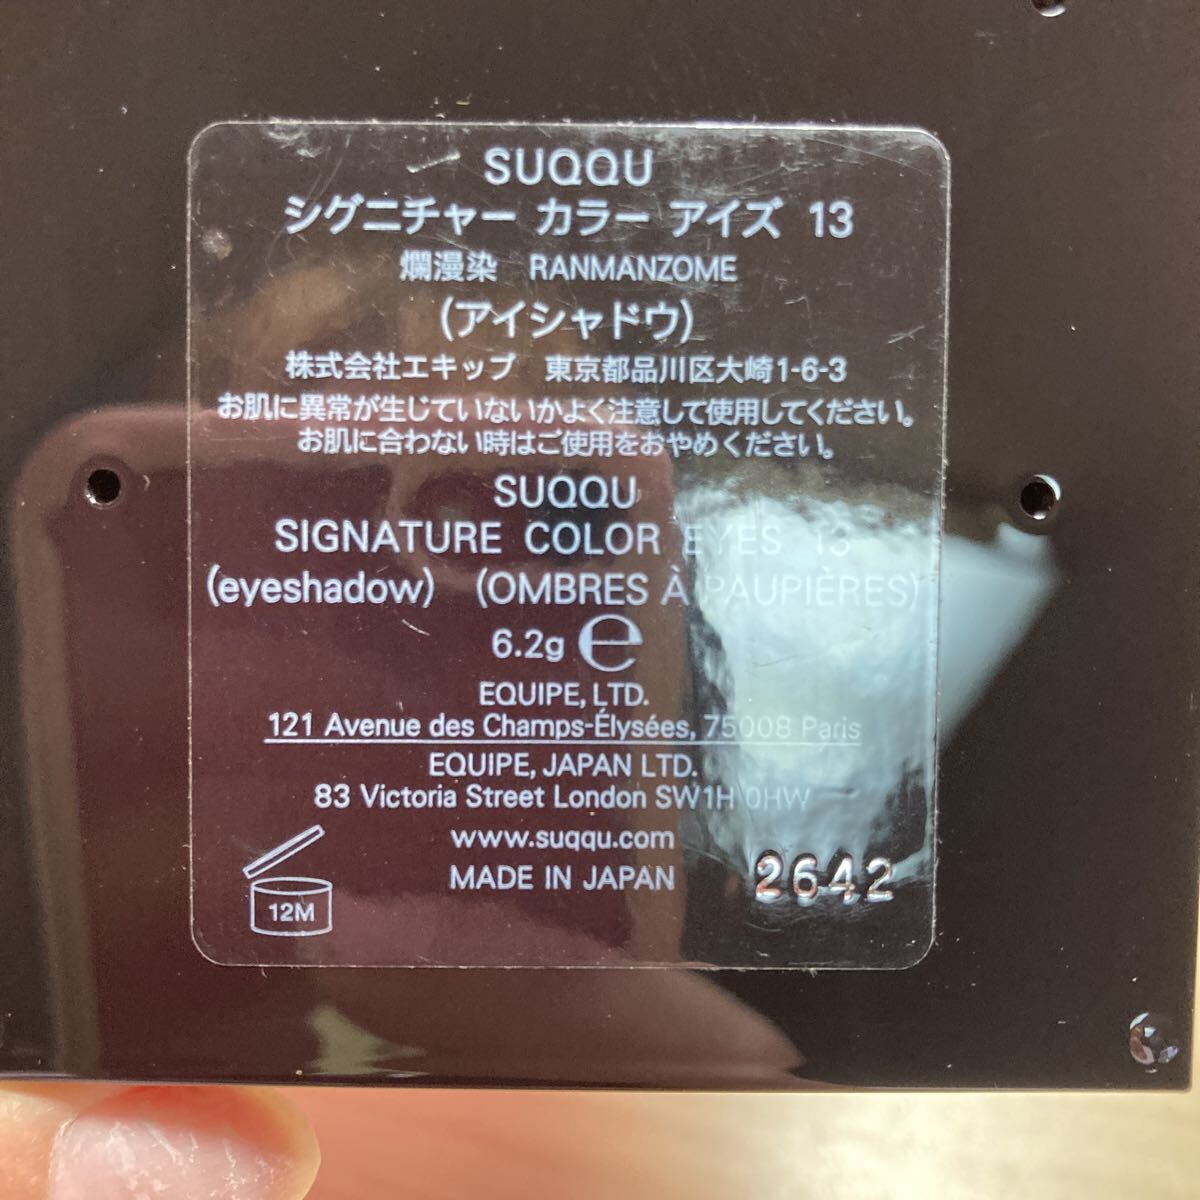 SUQQU
シグニチャー カラー アイズ 13
爛漫染 RANMANZOME
(アイシャドウ)
株式会社エキップ 東京都品川区大崎1-6-3
お肌に異常が生じていないかよく注意して使用してください。
お肌に合わない時はご使用をおやめください。
SUQQU
SIGNATURE COLOR EYES 13
(eyeshadow) (OMBRES À PAUPIÈRES)
6.2g ℮
EQUIPE, LTD.
121 Avenue des Champs-Élysées, 75008 Paris
EQUIPE, JAPAN LTD.
83 Victoria Street London SW1H 0HW
www.suqqu.com
MADE IN JAPAN
2642
12M